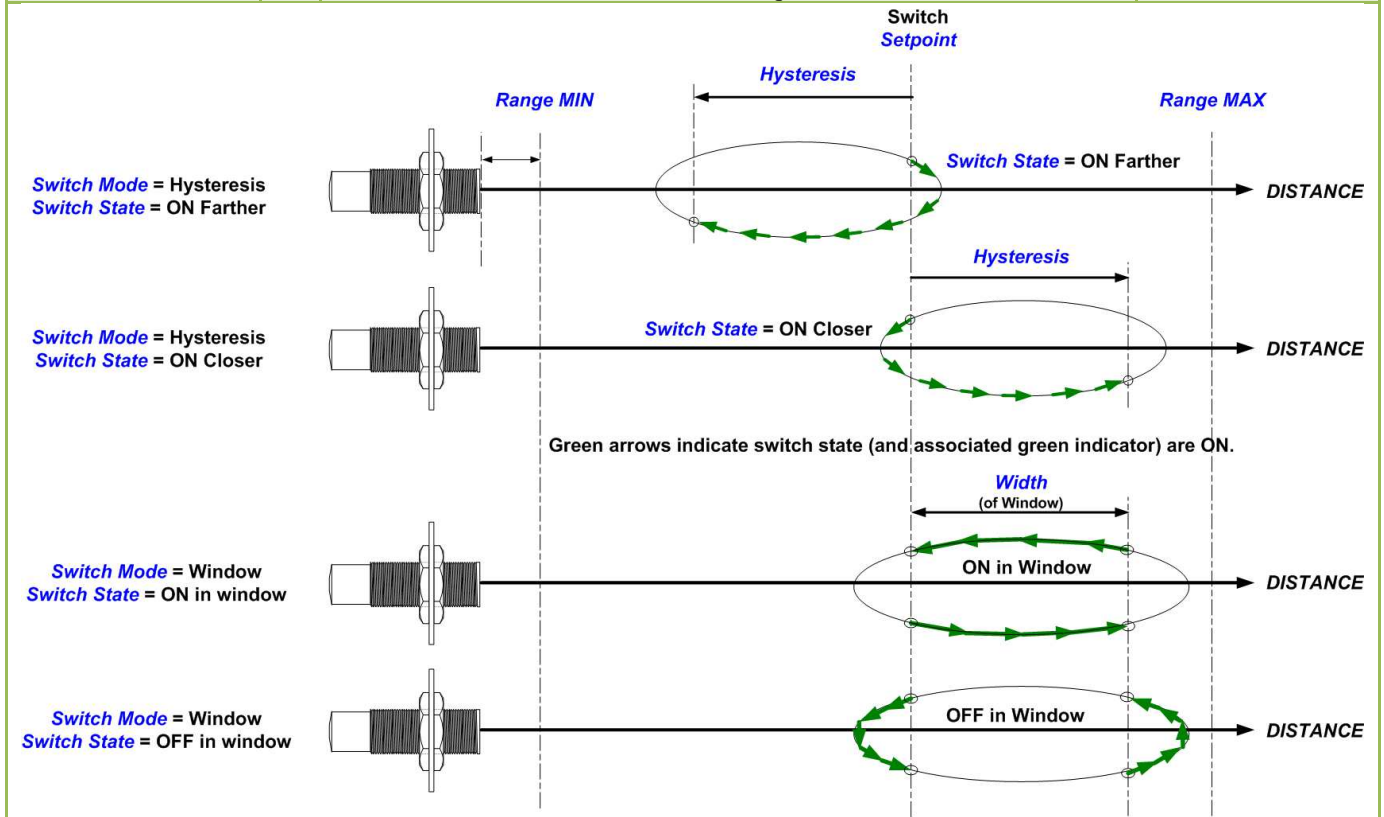 Switch
Setpoint
Hysteresis
Range MIN
Range MAX
Switch Mode = Hysteresis
Switch State = ON Farther
Switch State = ON Farther
DISTANCE
Hysteresis
Switch Mode = Hysteresis
Switch State = ON Closer
Switch State = ON Closer
DISTANCE
Green arrows indicate switch state (and associated green indicator) are ON.
Width
(of Window)
Switch Mode = Window
Switch State = ON in window
ON in Window
DISTANCE
Switch Mode = Window
Switch State = OFF in window
OFF in Window
DISTANCE